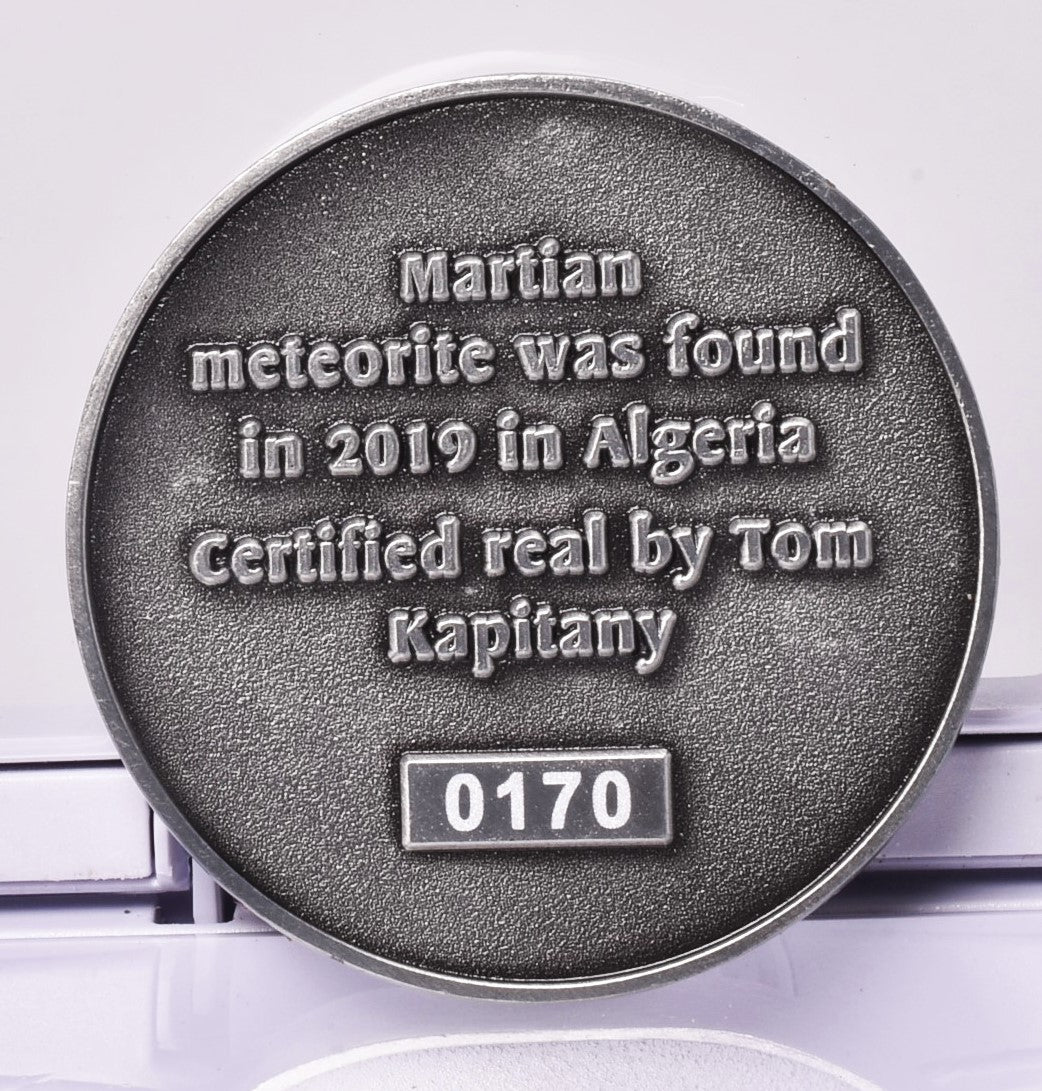 Martian
meteorite was found
in 2019 in Algeria
Certified real by Tom
Kapitany
0170